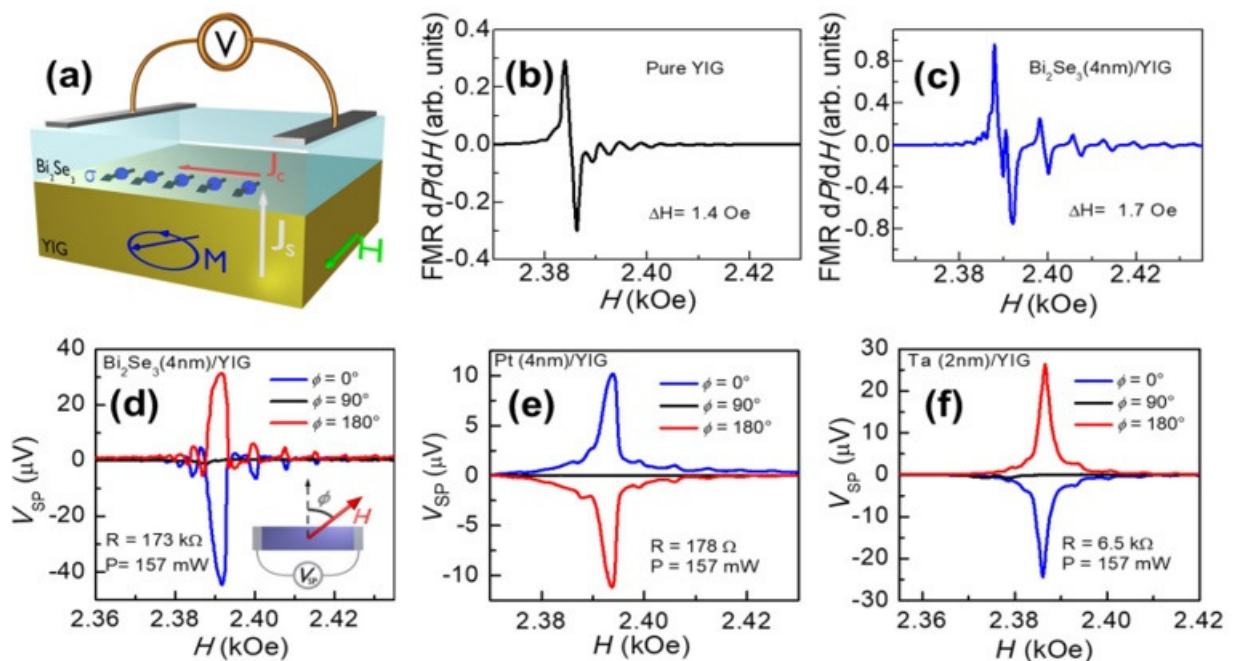 (a)
V
Bi2Se3
σ
Jc
YIG
M
Js
H
(b)
Pure YIG
ΔH= 1.4 Oe
FMR dP/dH (arb. units)
0.4
0.2
0.0
-0.2
-0.4
2.38
2.40
2.42
H (kOe)
(c)
Bi2Se3(4nm)/YIG
ΔH= 1.7 Oe
FMR dP/dH (arb. units)
0.8
0.4
0.0
-0.4
-0.8
2.38
2.40
2.42
H (kOe)
Bi2Se3(4nm)/YIG
(d)
ϕ = 0°
ϕ = 90°
ϕ = 180°
VSP (μV)
40
20
0
-20
-40
R = 173 kΩ
P= 157 mW
ϕ
H
VSP
2.36
2.38
2.40
2.42
H (kOe)
Pt (4nm)/YIG
(e)
ϕ = 0°
ϕ = 90°
ϕ = 180°
VSP (μV)
10
5
0
-5
-10
R = 178 Ω
P = 157 mW
2.38
2.40
2.42
H (kOe)
Ta (2nm)/YIG
(f)
ϕ = 0°
ϕ = 90°
ϕ = 180°
VSP (μV)
30
20
10
0
-10
-20
-30
R = 6.5 kΩ
P = 157 mW
2.36
2.38
2.40
2.42
H (kOe)